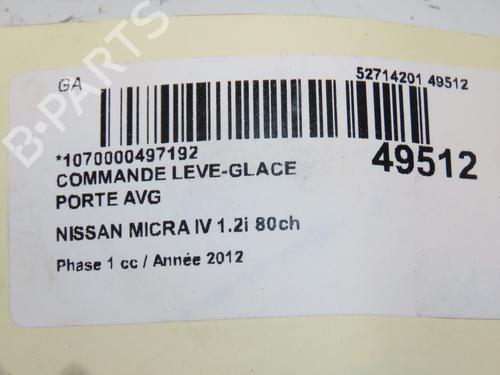 GA
52714201 49512
*1070000497192
49512
COMMANDE LEVE-GLACE
PORTE AVG
NISSAN MICRA IV 1.2i 80ch
Phase 1 cc / Année 2012
B-PARTS